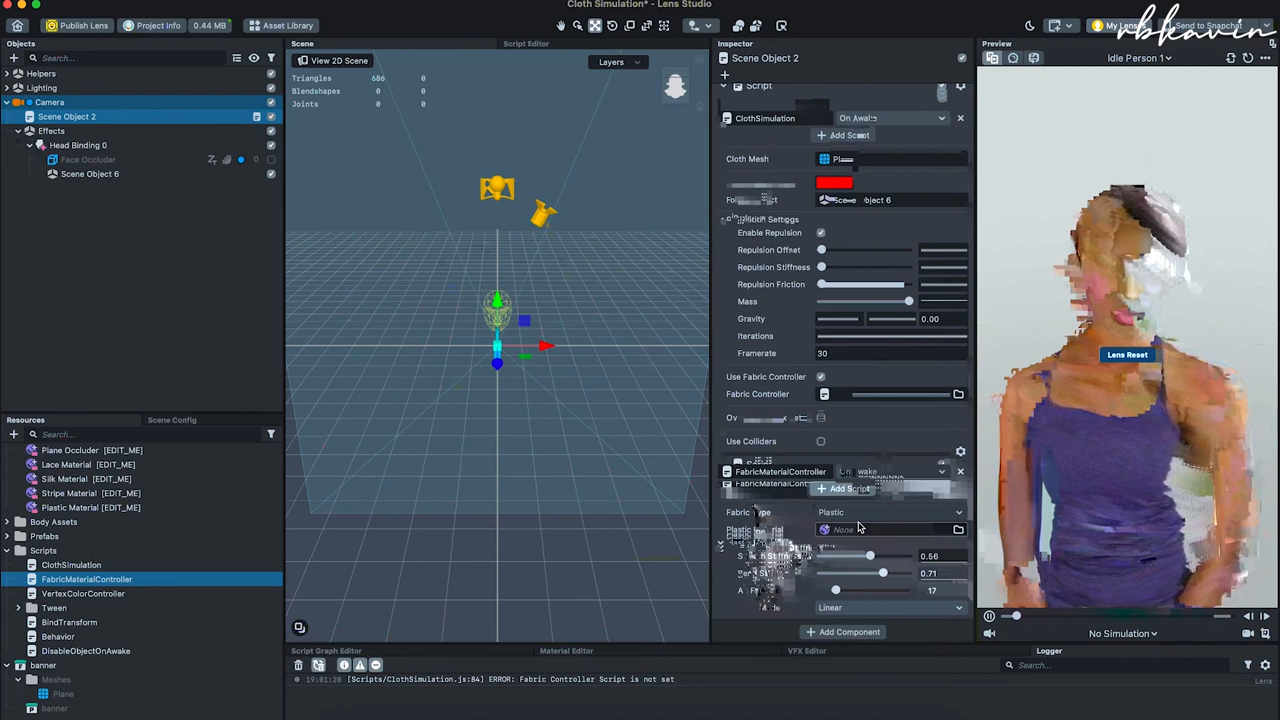 Cloth Simulation* - Lens Studio
Publish Lens
Project Info
0.44 MB
Asset Library
My Lenses
Send to Snapchat
rbkavin
Objects
Search...
Helpers
Lighting
Camera
Scene Object 2
Effects
Head Binding 0
Face Occluder
0
Scene Object 6
Resources
Scene Config
Search...
Plane Occluder [EDIT_ME]
Lace Material [EDIT_ME]
Silk Material [EDIT_ME]
Stripe Material [EDIT_ME]
Plastic Material [EDIT_ME]
Body Assets
Prefabs
Scripts
ClothSimulation
FabricMaterialController
VertexColorController
Tween
BindTransform
Behavior
DisableObjectOnAwake
banner
Meshes
Plane
banner
Scene
Script Editor
View 2D Scene
Layers
Triangles 686 0
Blendshapes 0 0
Joints 0 0
Inspector
Scene Object 2
Script
ClothSimulation
Add Script
Cloth Mesh
Scene Object 6
Enable Repulsion
Repulsion Offset
Repulsion Stiffness
Repulsion Friction
Mass
Gravity 0.00
Iterations
Framerate 30
Use Fabric Controller
Fabric Controller
Use Colliders
FabricMaterialController
Add Script
Fabric Type Plastic
None
0.56
0.71
17
Linear
Add Component
Preview
Idle Person 1
Lens Reset
No Simulation
Script Graph Editor
Material Editor
VFX Editor
Logger
Search...
19:01:20 [Scripts/ClothSimulation.js:84] ERROR: Fabric Controller Script is not set
Lens